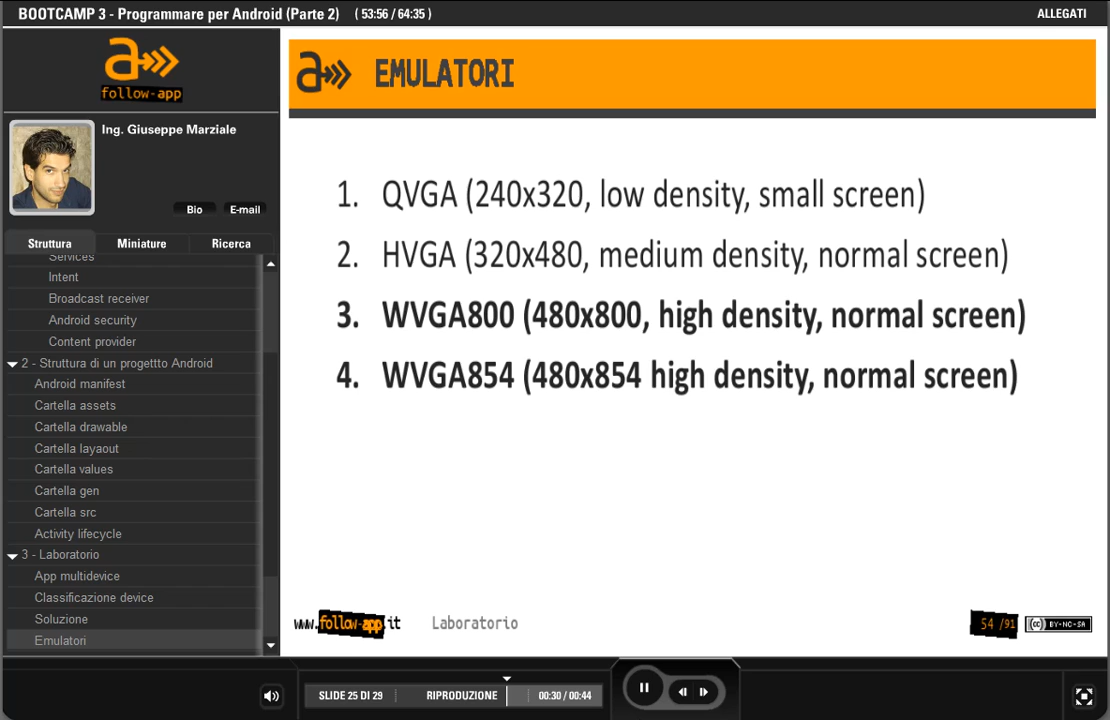 BOOTCAMP 3 - Programmare per Android (Parte 2) ( 53:56 / 64:35 )
ALLEGATI
a
follow-app
Ing. Giuseppe Marziale
Bio
E-mail
Struttura
Miniature
Ricerca
Services
Intent
Broadcast receiver
Android security
Content provider
2 - Struttura di un progettto Android
Android manifest
Cartella assets
Cartella drawable
Cartella layaout
Cartella values
Cartella gen
Cartella src
Activity lifecycle
3 - Laboratorio
App multidevice
Classificazione device
Soluzione
Emulatori
a EMULATORI
1. QVGA (240x320, low density, small screen)
2. HVGA (320x480, medium density, normal screen)
3. WVGA800 (480x800, high density, normal screen)
4. WVGA854 (480x854 high density, normal screen)
www.follow-app.it
Laboratorio
54 /91
cc BY-NC-SA
SLIDE 25 DI 29
RIPRODUZIONE
00:30 / 00:44